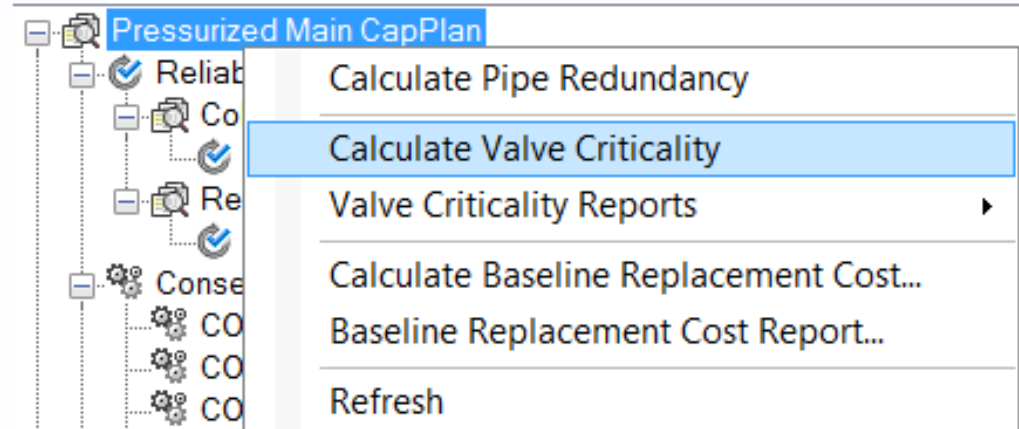 Pressurized Main CapPlan
Reliab
Calculate Pipe Redundancy
Co
Calculate Valve Criticality
Re
Valve Criticality Reports
Conse
Calculate Baseline Replacement Cost...
CO
Baseline Replacement Cost Report...
CO
CO
Refresh